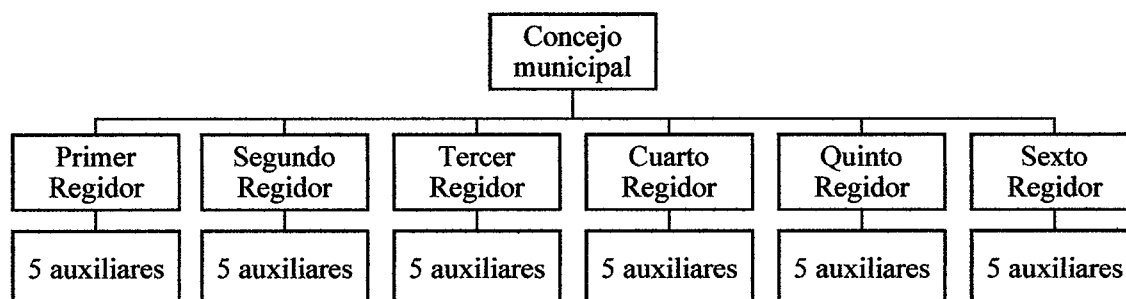 Concejo
municipal
Primer
Regidor
Segundo
Regidor
Tercer
Regidor
Cuarto
Regidor
Quinto
Regidor
Sexto
Regidor
5 auxiliares
5 auxiliares
5 auxiliares
5 auxiliares
5 auxiliares
5 auxiliares